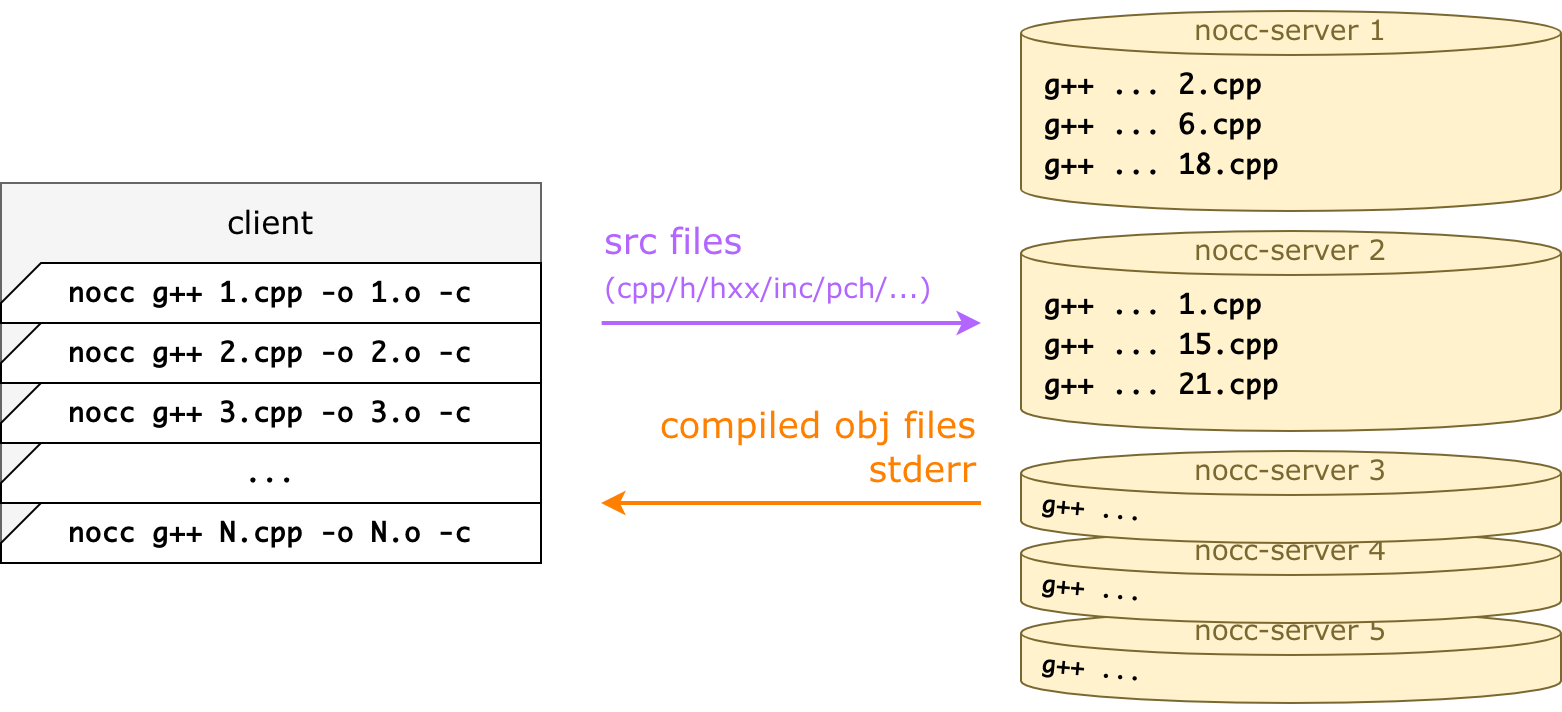 client
nocc g++ 1.cpp -o 1.o -c
nocc g++ 2.cpp -o 2.o -c
nocc g++ 3.cpp -o 3.o -c
...
nocc g++ N.cpp -o N.o -c
src files
(cpp/h/hxx/inc/pch/...)
compiled obj files
stderr
nocc-server 1
g++ ... 2.cpp
g++ ... 6.cpp
g++ ... 18.cpp
nocc-server 2
g++ ... 1.cpp
g++ ... 15.cpp
g++ ... 21.cpp
nocc-server 3
g++ ...
nocc-server 4
g++ ...
nocc-server 5
g++ ...